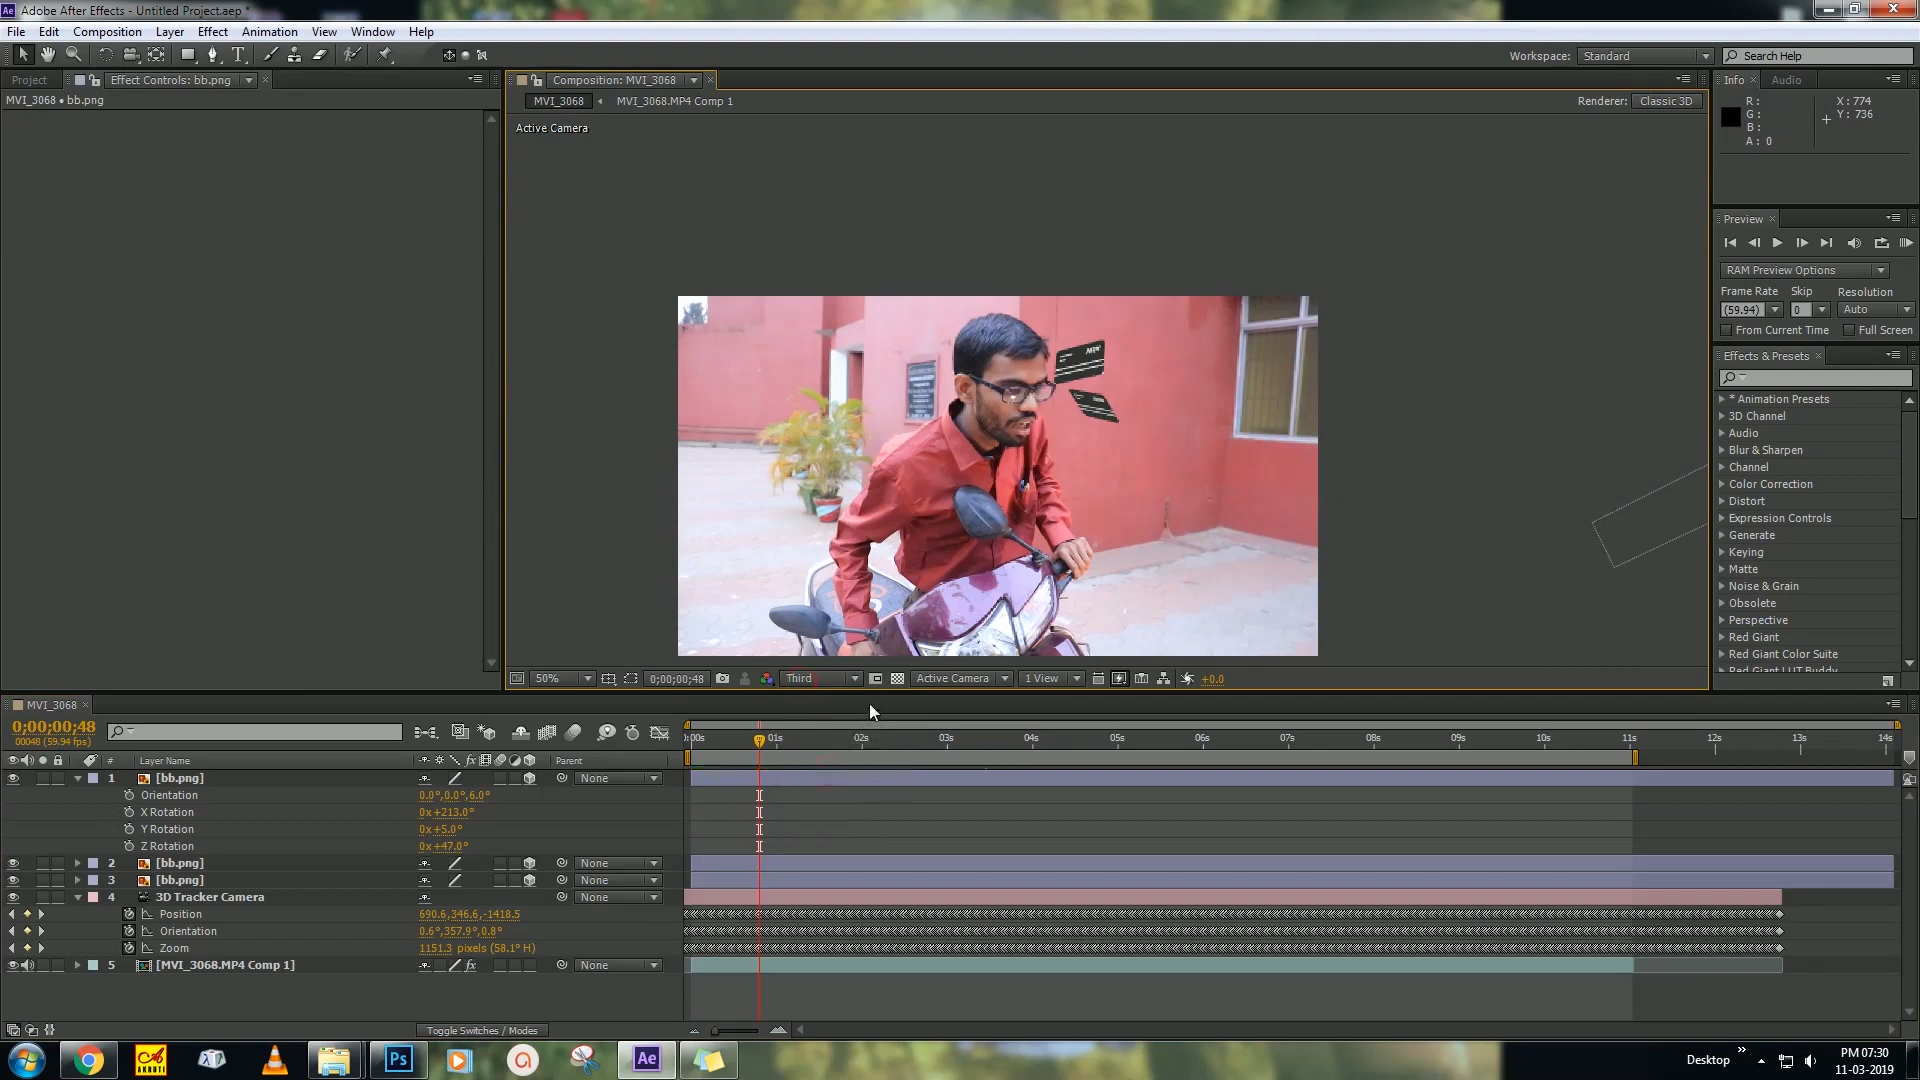 Adobe After Effects - Untitled Project.aep *
File Edit Composition Layer Effect Animation View Window Help
Workspace: Standard Search Help
Project Effect Controls: bb.png
MVI_3068 • bb.png
Composition: MVI_3068
MVI_3068 MVI_3068.MP4 Comp 1
Renderer: Classic 3D
Active Camera
Info Audio
R : X : 774
G : Y : 736
B :
A : 0
Preview
RAM Preview Options
Frame Rate Skip Resolution
(59.94) 0 Auto
From Current Time Full Screen
Effects & Presets
* Animation Presets
3D Channel
Audio
Blur & Sharpen
Channel
Color Correction
Distort
Expression Controls
Generate
Keying
Matte
Noise & Grain
Obsolete
Perspective
Red Giant
Red Giant Color Suite
Red Giant LUT Buddy
50% 0;00;00;48 Third Active Camera 1 View +0.0
MVI_3068
0;00;00;48
00048 (59.94 fps)
):00s 01s 02s 03s 04s 05s 06s 07s 08s 09s 10s 11s 12s 13s 14s
# Layer Name fx Parent
1 [bb.png] None
Orientation 0.0°,0.0°,6.0°
X Rotation 0x+213.0°
Y Rotation 0x+5.0°
Z Rotation 0x+47.0°
2 [bb.png] None
3 [bb.png] None
4 3D Tracker Camera None
Position 690.6,346.6,-1418.5
Orientation 0.6°,357.9°,0.8°
Zoom 1151.3 pixels (58.1° H)
5 [MVI_3068.MP4 Comp 1] fx None
Toggle Switches / Modes
AKRUTI
Ps
Ae
Desktop
PM 07:30
11-03-2019